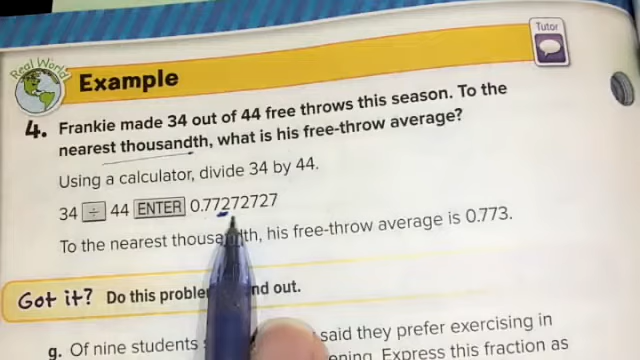 Tutor
Real World
Example
4. Frankie made 34 out of 44 free throws this season. To the
nearest thousandth, what is his free-throw average?
Using a calculator, divide 34 by 44.
34 ÷ 44 ENTER 0.77272727
To the nearest thousandth, his free-throw average is 0.773.
Got it? Do this problem out.
g. Of nine students said they prefer exercising in
Express this fraction as